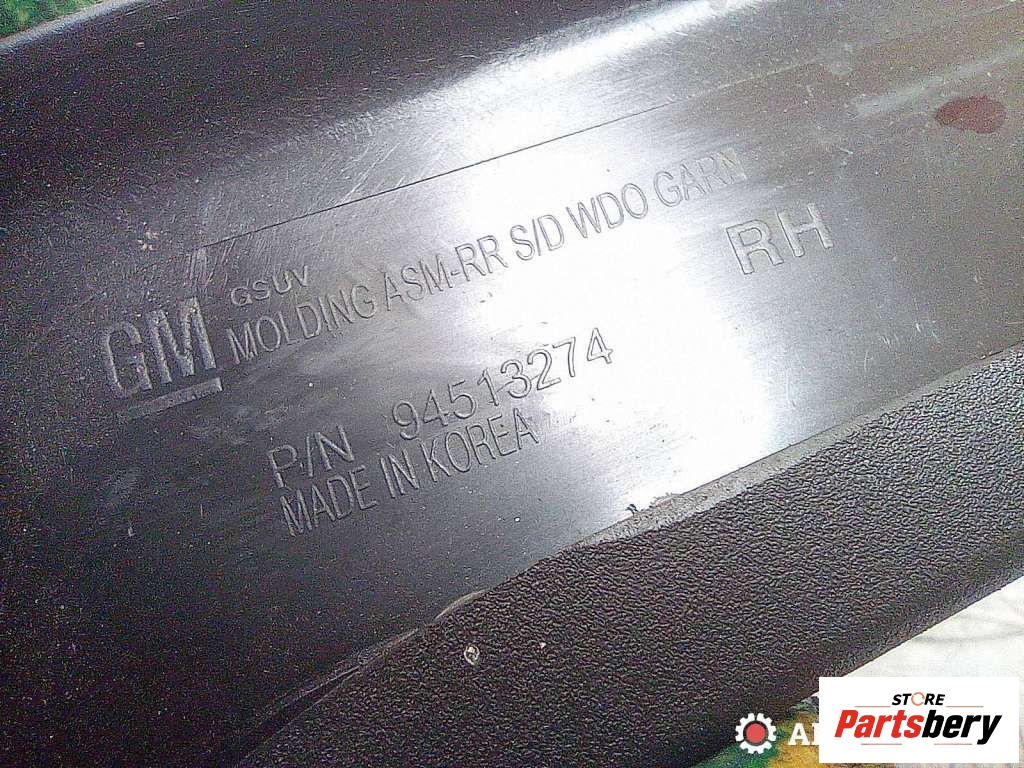 GSUV
GM MOLDING ASM-RR S/D WDO GARN
RH
P/N 94513274
MADE IN KOREA
STORE
Partsbery